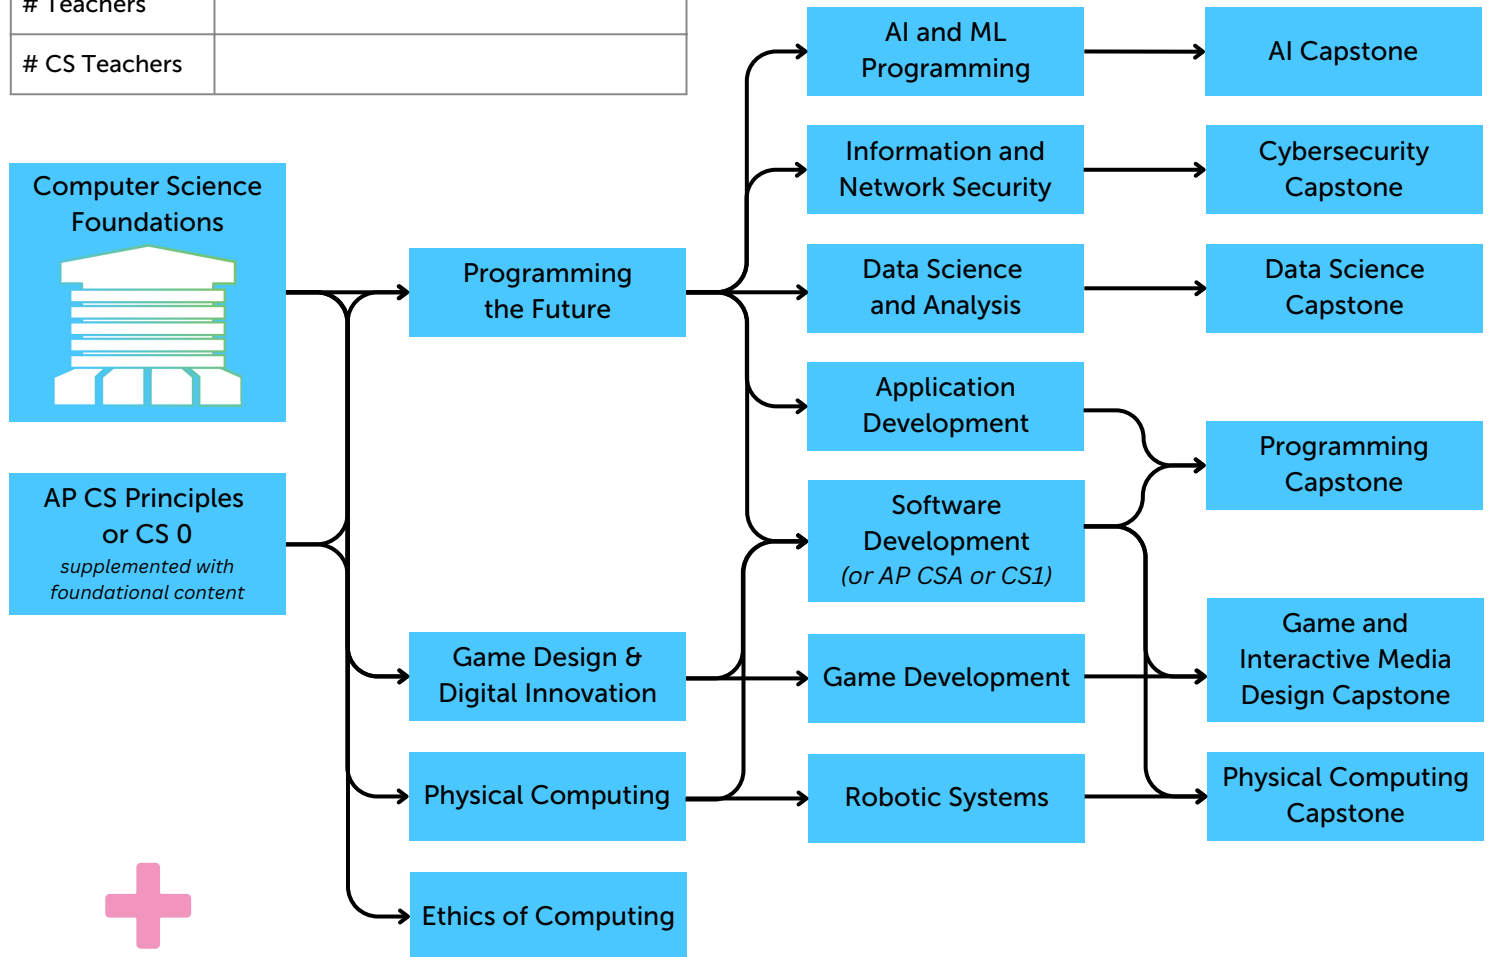 # Teachers
# CS Teachers
Computer Science
Foundations
AP CS Principles
or CS 0
supplemented with
foundational content
Programming
the Future
Game Design &
Digital Innovation
Physical Computing
Ethics of Computing
AI and ML
Programming
Information and
Network Security
Data Science
and Analysis
Application
Development
Software
Development
(or AP CSA or CS1)
Game Development
Robotic Systems
AI Capstone
Cybersecurity
Capstone
Data Science
Capstone
Programming
Capstone
Game and
Interactive Media
Design Capstone
Physical Computing
Capstone